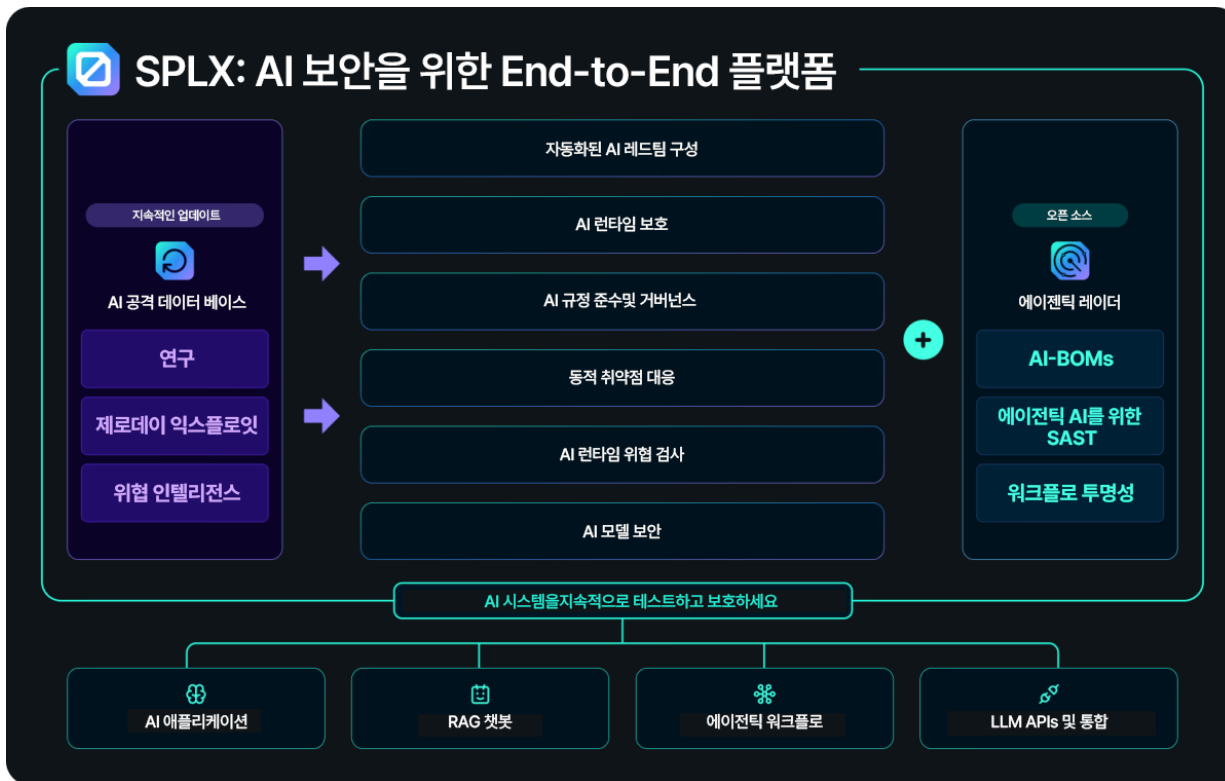 SPLX: AI 보안을 위한 End-to-End 플랫폼
지속적인 업데이트
AI 공격 데이터 베이스
연구
제로데이 익스플로잇
위협 인텔리전스
자동화된 AI 레드팀 구성
AI 런타임 보호
AI 규정 준수및 거버넌스
동적 취약점 대응
AI 런타임 위협 검사
AI 모델 보안
오픈 소스
에이젠틱 레이더
AI-BOMs
에이전틱 AI를 위한
SAST
워크플로 투명성
AI 시스템을지속적으로 테스트하고 보호하세요
AI 애플리케이션
RAG 챗봇
에이전틱 워크플로
LLM APIs 및 통합